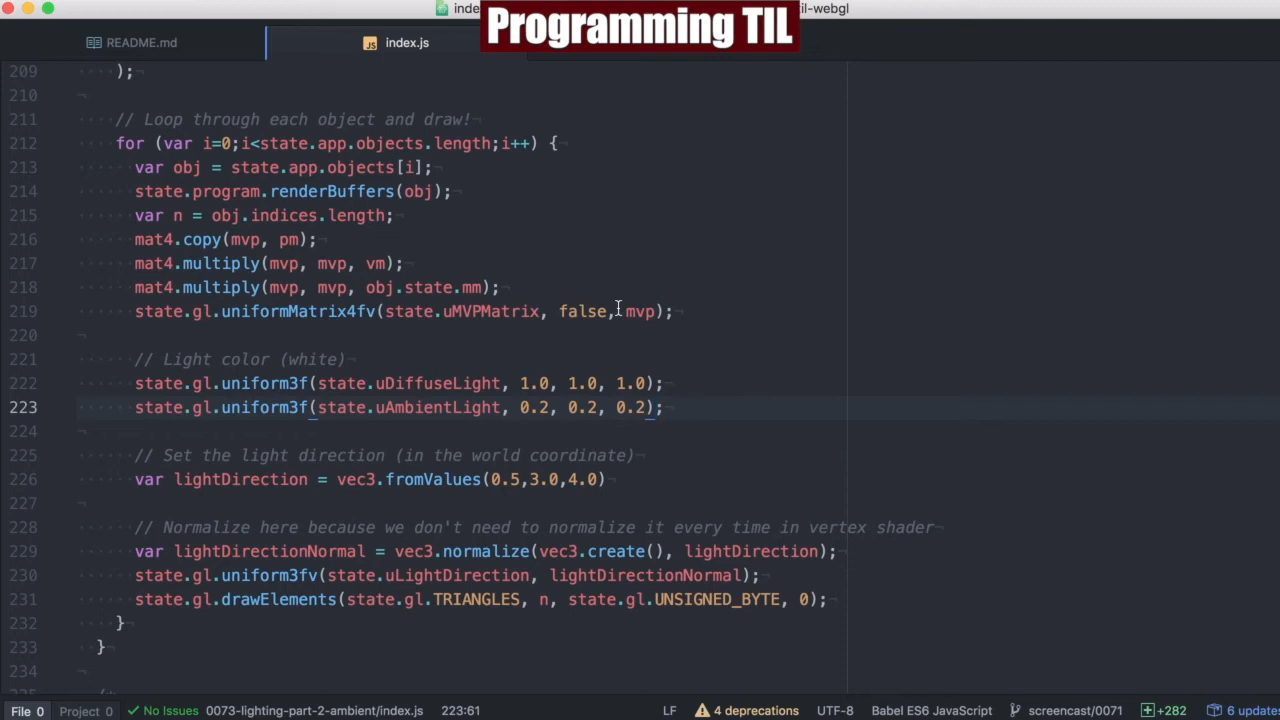 inde
Programming TIL
il-webgl
README.md
JS index.js
209 );
210
211 // Loop through each object and draw!
212 for (var i=0;i<state.app.objects.length;i++) {
213 var obj = state.app.objects[i];
214 state.program.renderBuffers(obj);
215 var n = obj.indices.length;
216 mat4.copy(mvp, pm);
217 mat4.multiply(mvp, mvp, vm);
218 mat4.multiply(mvp, mvp, obj.state.mm);
219 state.gl.uniformMatrix4fv(state.uMVPMatrix, false, mvp);
220
221 // Light color (white)
222 state.gl.uniform3f(state.uDiffuseLight, 1.0, 1.0, 1.0);
223 state.gl.uniform3f(state.uAmbientLight, 0.2, 0.2, 0.2);
224
225 // Set the light direction (in the world coordinate)
226 var lightDirection = vec3.fromValues(0.5,3.0,4.0)
227
228 // Normalize here because we don't need to normalize it every time in vertex shader
229 var lightDirectionNormal = vec3.normalize(vec3.create(), lightDirection);
230 state.gl.uniform3fv(state.uLightDirection, lightDirectionNormal);
231 state.gl.drawElements(state.gl.TRIANGLES, n, state.gl.UNSIGNED_BYTE, 0);
232 }
233 }
234
File 0 Project 0 No Issues 0073-lighting-part-2-ambient/index.js 223:61 LF 4 deprecations UTF-8 Babel ES6 JavaScript screencast/0071 +282 6 updates